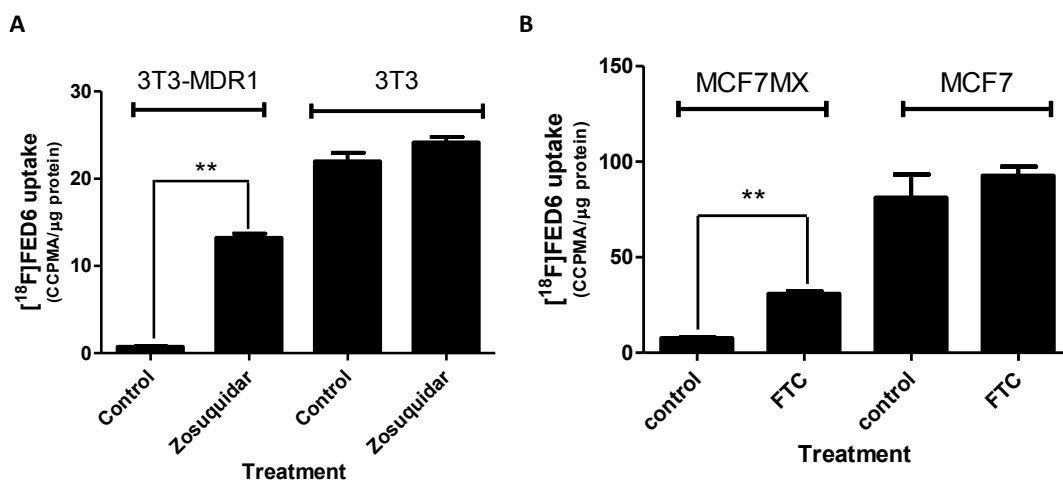 A
3T3-MDR1
3T3
[¹⁸F]FED6 uptake
(CCPMA/µg protein)
30
20
10
0
**
Control
Zosuquidar
Control
Zosuquidar
Treatment
B
MCF7MX
MCF7
[¹⁸F]FED6 uptake
(CCPMA/µg protein)
150
100
50
0
**
control
FTC
control
FTC
Treatment